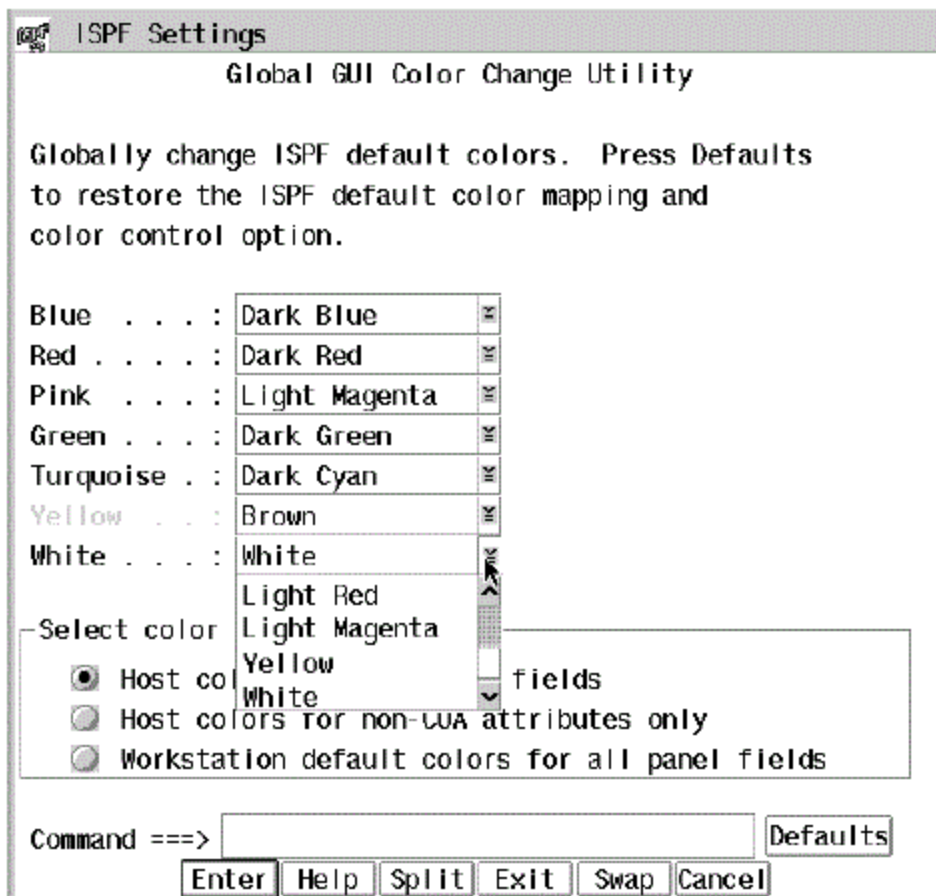 ISPF Settings
Global GUI Color Change Utility
Globally change ISPF default colors.  Press Defaults
to restore the ISPF default color mapping and
color control option.
Blue  . . . : Dark Blue
Red . . . . : Dark Red
Pink  . . . : Light Magenta
Green . . . : Dark Green
Turquoise . : Dark Cyan
Yellow  . . : Brown
White . . . : White
Light Red
Light Magenta
Yellow
White
Select color
Host col fields
Host colors for non-CUA attributes only
Workstation default colors for all panel fields
Command ===> Defaults
Enter Help Split Exit Swap Cancel